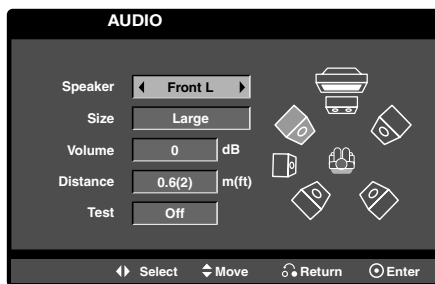 AUDIO
Speaker Front L
Size Large
Volume 0 dB
Distance 0.6(2) m(ft)
Test Off
Select Move Return Enter